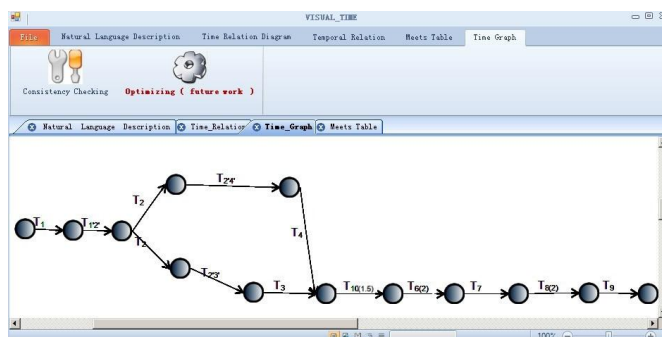 VISUAL_TIME
File Natural Language Description Time Relation Diagram Temporal Relation Meets Table Time Graph
Consistency Checking Optimizing ( future work )
Natural Language Description Time_Relation Time_Graph Meets Table
T2'4'
T2
T1 T1'2'
T4
T2
T2'3'
T3 T10(1.5) T6(2) T7 T8(2) T9
100%